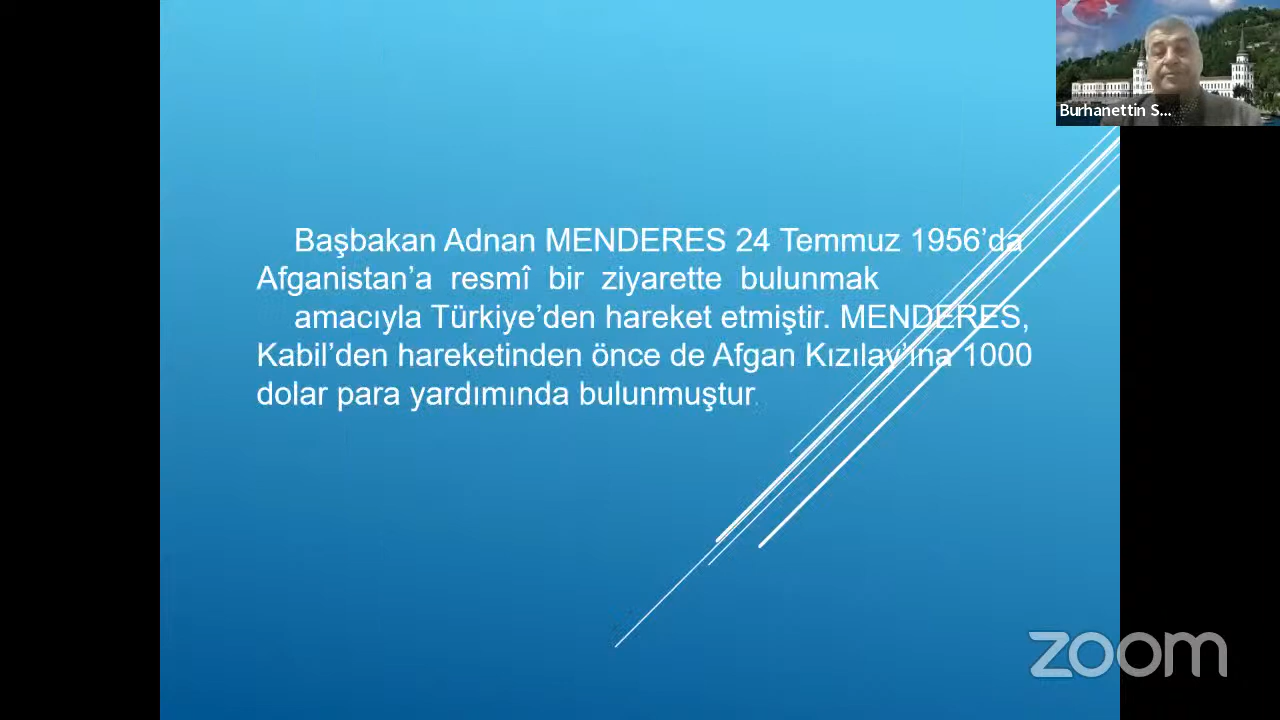 Burhanettin S...
Başbakan Adnan MENDERES 24 Temmuz 1956’da
Afganistan’a resmî bir ziyarette bulunmak
amacıyla Türkiye’den hareket etmiştir. MENDERES,
Kabil’den hareketinden önce de Afgan Kızılay’ına 1000
dolar para yardımında bulunmuştur.
zoom